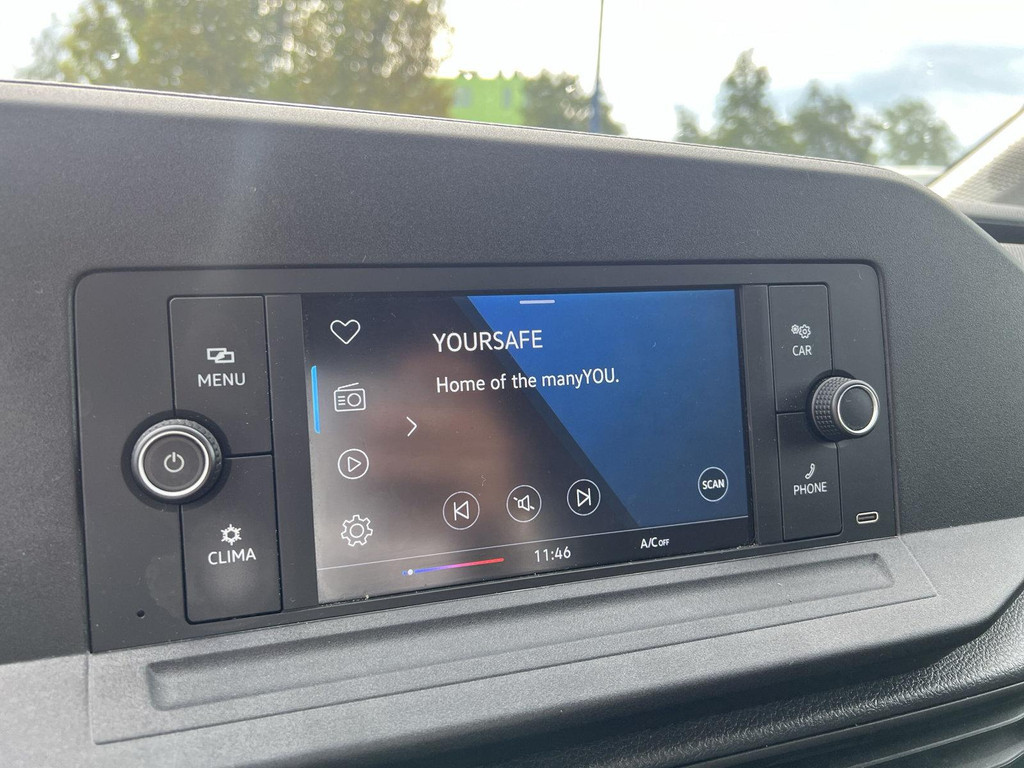 MENU
CLIMA
YOURSAFE
Home of the manyYOU.
SCAN
11:46
A/C OFF
CAR
PHONE